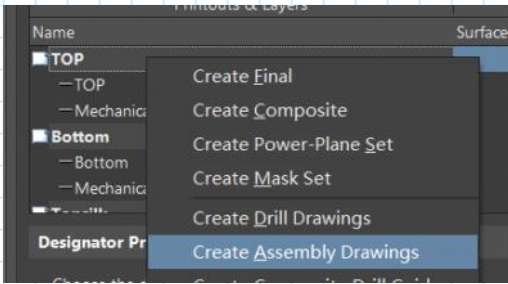 Printouts & Layers
Name Surface
TOP
Create Final
TOP
Mechanica
Create Composite
Bottom
Create Power-Plane Set
Bottom
Create Mask Set
Mechanica
Create Drill Drawings
Designator Pr
Create Assembly Drawings